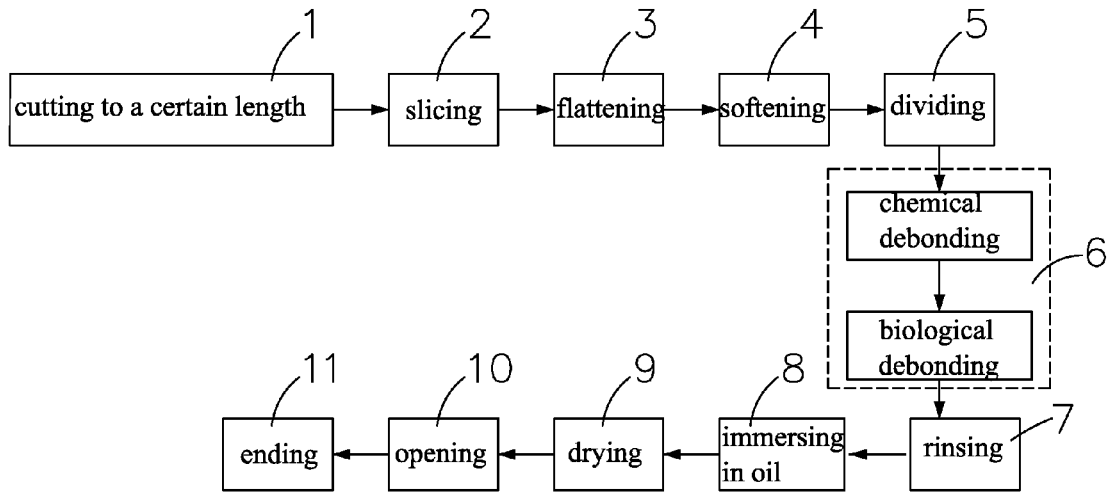 1
2
3
4
5
cutting to a certain length
slicing
flattening
softening
dividing
chemical
debonding
6
biological
debonding
11
10
9
8
7
ending
opening
drying
immersing
in oil
rinsing